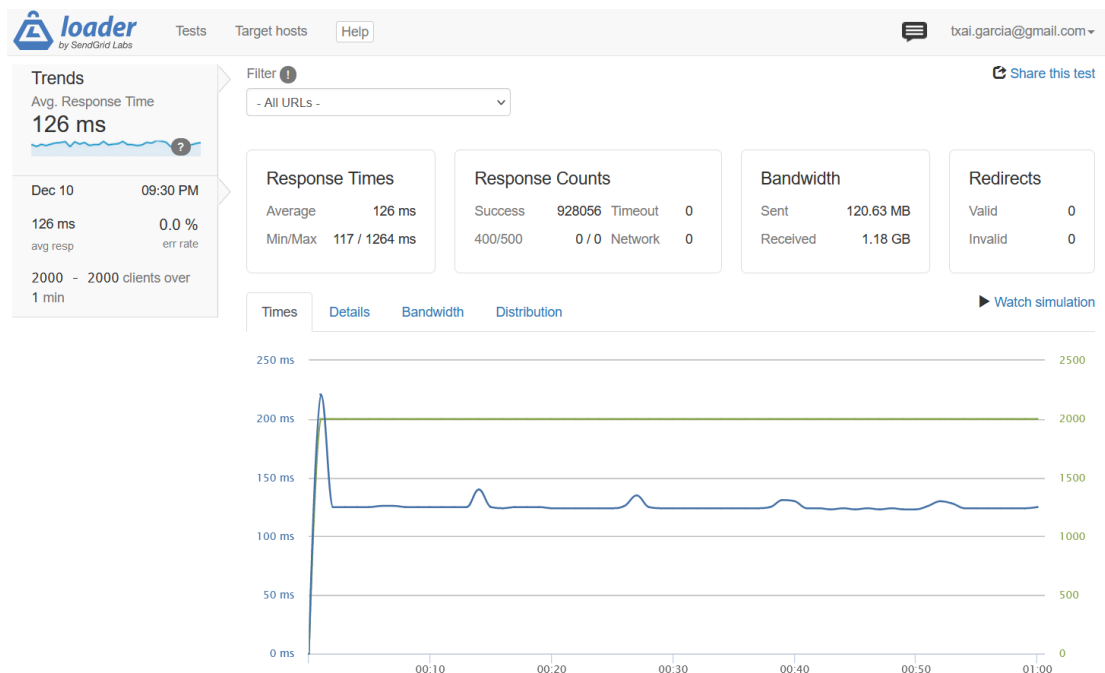 loader
by SendGrid Labs
Tests Target hosts Help
txai.garcia@gmail.com
Trends
Avg. Response Time
126 ms
?
Dec 10 09:30 PM
126 ms 0.0 %
avg resp err rate
2000 - 2000 clients over
1 min
Filter !
Share this test
- All URLs -
Response Times
Average 126 ms
Min/Max 117 / 1264 ms
Response Counts
Success 928056 Timeout 0
400/500 0 / 0 Network 0
Bandwidth
Sent 120.63 MB
Received 1.18 GB
Redirects
Valid 0
Invalid 0
Watch simulation
Times Details Bandwidth Distribution
250 ms 2500
200 ms 2000
150 ms 1500
100 ms 1000
50 ms 500
0 ms 0
00:10 00:20 00:30 00:40 00:50 01:00